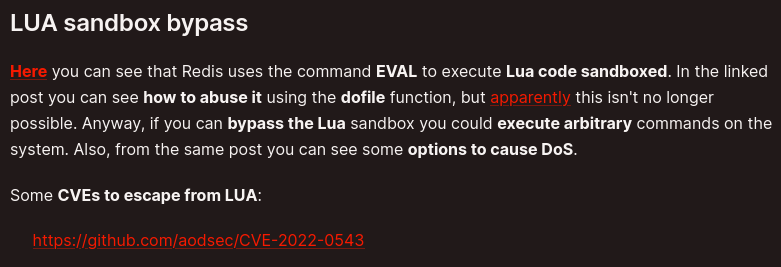 LUA sandbox bypass
Here you can see that Redis uses the command EVAL to execute Lua code sandboxed. In the linked
post you can see how to abuse it using the dofile function, but apparently this isn't no longer
possible. Anyway, if you can bypass the Lua sandbox you could execute arbitrary commands on the
system. Also, from the same post you can see some options to cause DoS.
Some CVEs to escape from LUA:
https://github.com/aodsec/CVE-2022-0543